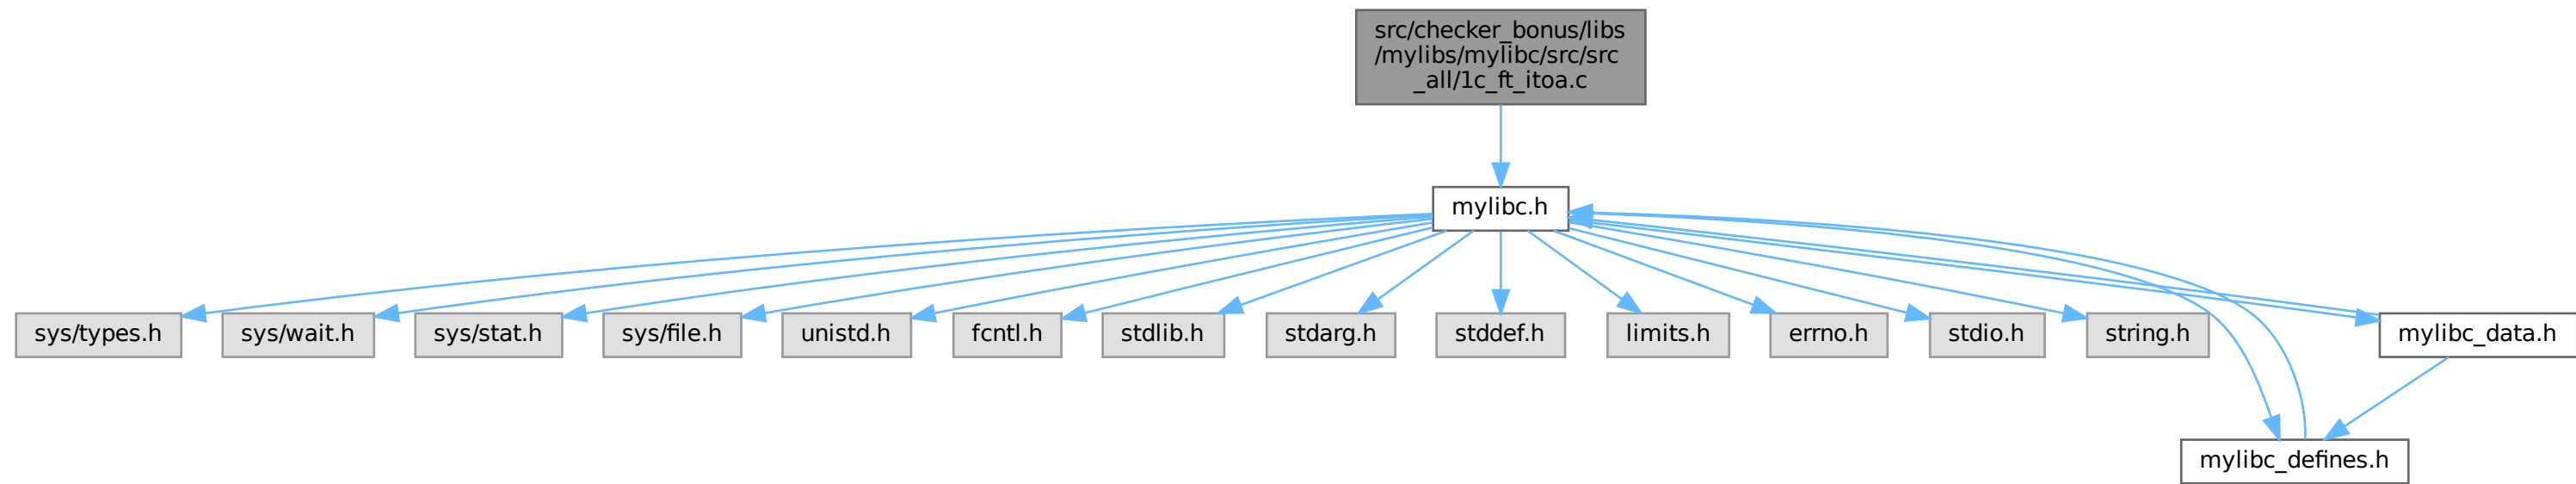 src/checker_bonus/libs
/mylibs/mylibc/src/src
_all/1c_ft_itoa.c
mylibc.h
sys/types.h
sys/wait.h
sys/stat.h
sys/file.h
unistd.h
fcntl.h
stdlib.h
stdarg.h
stddef.h
limits.h
errno.h
stdio.h
string.h
mylibc_data.h
mylibc_defines.h